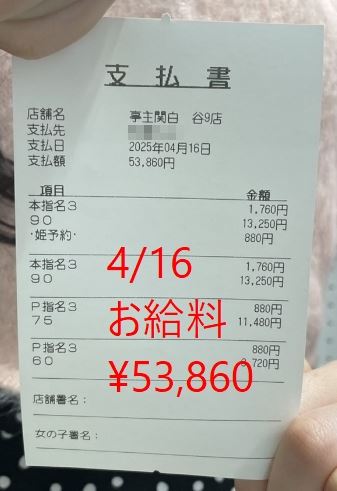 支払書
店舗名 亭主関白 谷9店
支払先
支払日 2025年04月16日
支払額 53,860円
項目 金額
本指名3 1,760円
90 13,250円
・姫予約・ 880円
本指名3 1,760円
90 13,250円
P指名3 880円
75 11,480円
P指名3 880円
60 9,720円
店舗署名:
女の子署名:
4/16
お給料
¥53,860